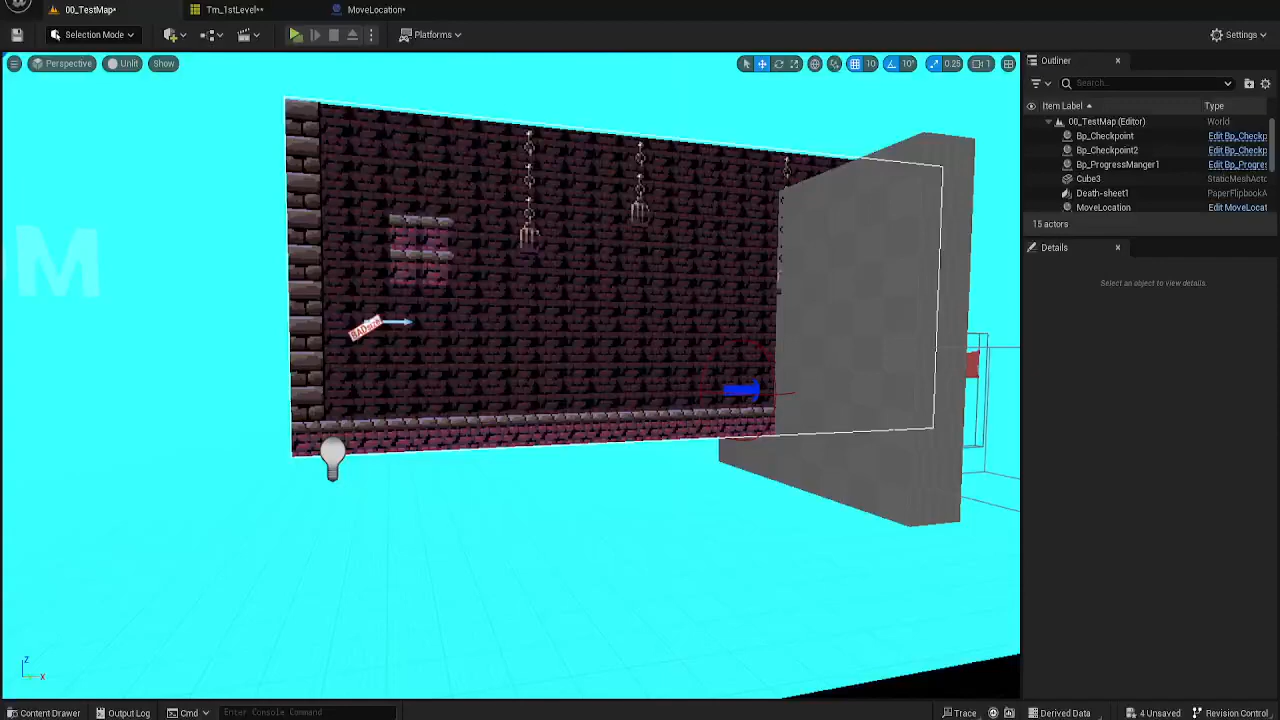 00_TestMap*
Tm_1stLevel**
MoveLocation*
Selection Mode
Platforms
Settings
Perspective
Unlit
Show
10
10°
0.25
1
Outliner
Search...
Item Label
Type
00_TestMap (Editor)
World
Bp_Checkpoint
Edit Bp_Checkp
Bp_Checkpoint2
Edit Bp_Checkp
Bp_ProgressManger1
Edit Bp_Progre
Cube3
StaticMeshA
Death-sheet1
PaperFlipbookA
MoveLocation
Edit MoveLocat
15 actors
Details
Select an object to view details.
M
BADsize
Z
X
Content Drawer
Output Log
Cmd
Enter Console Command
Trace
Derived Data
4 Unsaved
Revision Control